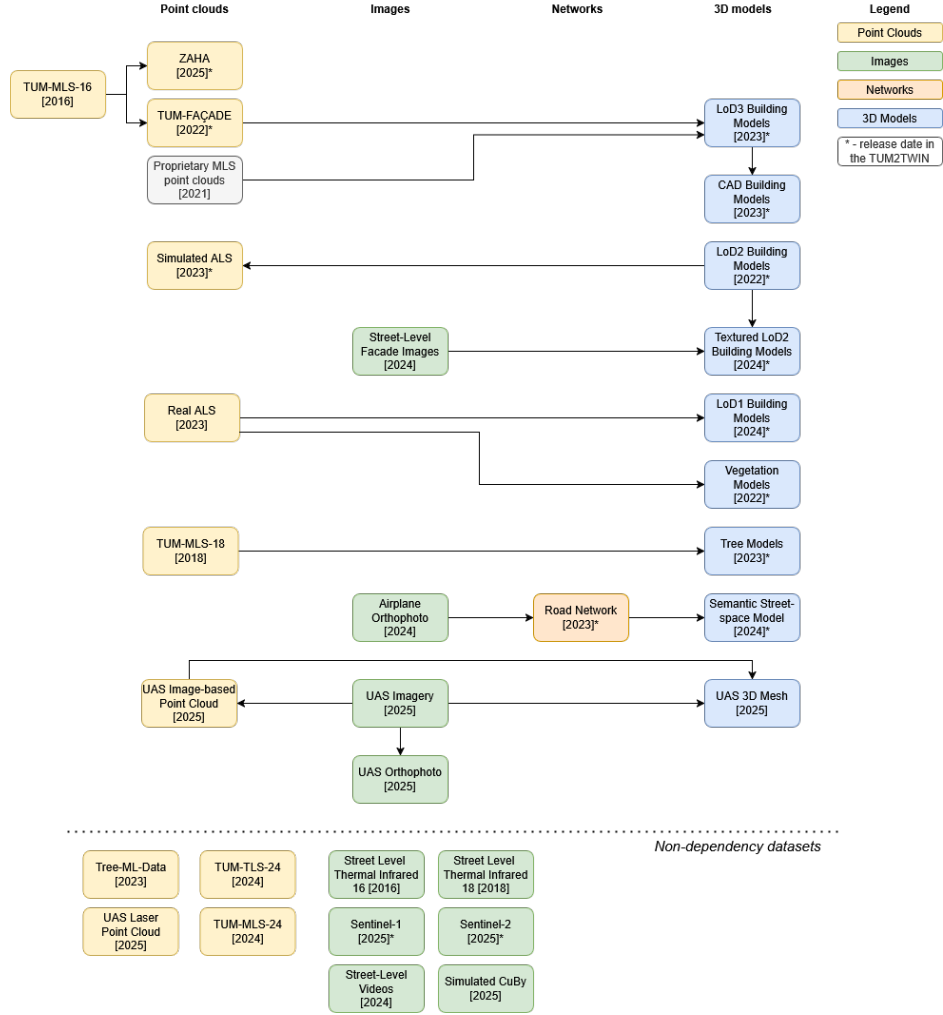 Point clouds
Images
Networks
3D models
Legend
Point Clouds
Images
Networks
3D Models
* - release date in
the TUM2TWIN
TUM-MLS-16
[2016]
ZAHA
[2025]*
TUM-FAÇADE
[2022]*
Proprietary MLS
point clouds
[2021]
LoD3 Building
Models
[2023]*
CAD Building
Models
[2023]*
Simulated ALS
[2023]*
LoD2 Building
Models
[2022]*
Street-Level
Facade Images
[2024]
Textured LoD2
Building Models
[2024]*
Real ALS
[2023]
LoD1 Building
Models
[2024]*
Vegetation
Models
[2022]*
TUM-MLS-18
[2018]
Tree Models
[2023]*
Airplane
Orthophoto
[2024]
Road Network
[2023]*
Semantic Street-
space Model
[2024]*
UAS Image-based
Point Cloud
[2025]
UAS Imagery
[2025]
UAS 3D Mesh
[2025]
UAS Orthophoto
[2025]
Non-dependency datasets
Tree-ML-Data
[2023]
TUM-TLS-24
[2024]
Street Level
Thermal Infrared
16 [2016]
Street Level
Thermal Infrared
18 [2018]
UAS Laser
Point Cloud
[2025]
TUM-MLS-24
[2024]
Sentinel-1
[2025]*
Sentinel-2
[2025]*
Street-Level
Videos
[2024]
Simulated CuBy
[2025]